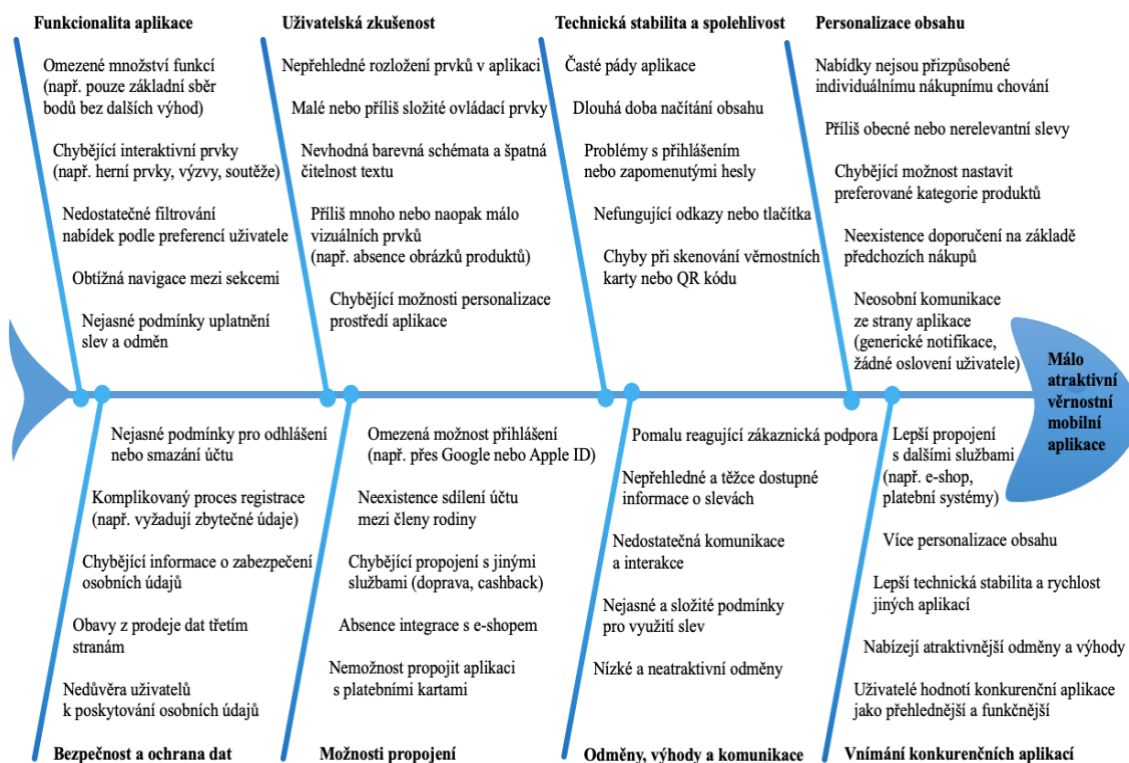 Funkcionalita aplikace
Omezené množství funkcí
(např. pouze základní sběr
bodů bez dalších výhod)
Chybějící interaktivní prvky
(např. herní prvky, výzvy, soutěže)
Nedostatečné filtrování
nabídek podle preferencí uživatele
Obtížná navigace mezi sekcemi
Nejasné podmínky uplatnění
slev a odměn
Uživatelská zkušenost
Nepřehledné rozložení prvků v aplikaci
Malé nebo příliš složité ovládací prvky
Nevhodná barevná schémata a špatná
čitelnost textu
Příliš mnoho nebo naopak málo
vizuálních prvků
(např. absence obrázků produktů)
Chybějící možnosti personalizace
prostředí aplikace
Technická stabilita a spolehlivost
Časté pády aplikace
Dlouhá doba načítání obsahu
Problémy s přihlášením
nebo zapomenutými hesly
Nefungující odkazy nebo tlačítka
Chyby při skenování věrnostních
karty nebo QR kódu
Personalizace obsahu
Nabídky nejsou přizpůsobené
individuálnímu nákupnímu chování
Příliš obecné nebo nerelevantní slevy
Chybějící možnost nastavit
preferované kategorie produktů
Neexistence doporučení na základě
předchozích nákupů
Neosobní komunikace
ze strany aplikace
(generické notifikace,
žádné oslovení uživatele)
Málo
atraktivní
věrnostní
mobilní
aplikace
Nejasné podmínky pro odhlášení
nebo smazání účtu
Komplikovaný proces registrace
(např. vyžadují zbytečné údaje)
Chybějící informace o zabezpečení
osobních údajů
Obavy z prodeje dat třetím
stranám
Nedůvěra uživatelů
k poskytování osobních údajů
Bezpečnost a ochrana dat
Omezená možnost přihlášení
(např. přes Google nebo Apple ID)
Neexistence sdílení účtu
mezi členy rodiny
Chybějící propojení s jinými
službami (doprava, cashback)
Absence integrace s e-shopem
Nemožnost propojit aplikaci
s platebními kartami
Možnosti propojení
Pomalu reagující zákaznická podpora
Nepřehledné a těžce dostupné
informace o slevách
Nedostatečná komunikace
a interakce
Nejasné a složité podmínky
pro využití slev
Nízké a neatraktivní odměny
Odměny, výhody a komunikace
Lepší propojení
s dalšími službami
(např. e-shop,
platební systémy)
Více personalizace obsahu
Lepší technická stabilita a rychlost
jiných aplikací
Nabízejí atraktivnější odměny a výhody
Uživatelé hodnotí konkurenční aplikace
jako přehlednější a funkčnější
Vnímání konkurenčních aplikací